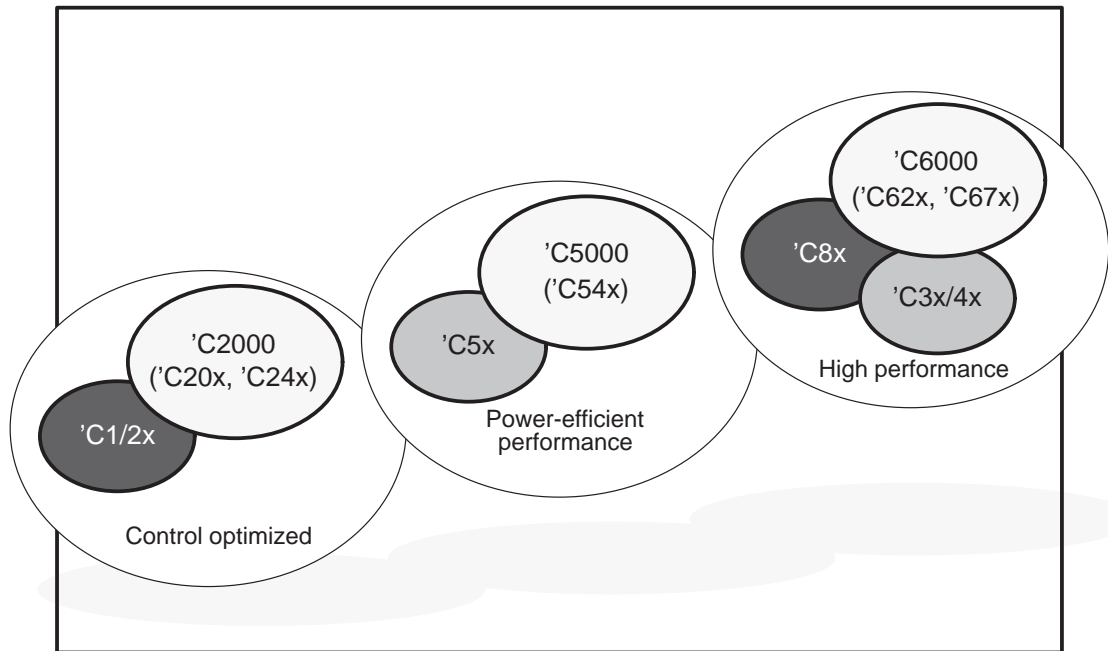 ’C6000
(’C62x, ’C67x)
’C8x
’C3x/4x
High performance
’C5000
(’C54x)
’C5x
Power-efficient
performance
’C2000
(’C20x, ’C24x)
’C1/2x
Control optimized